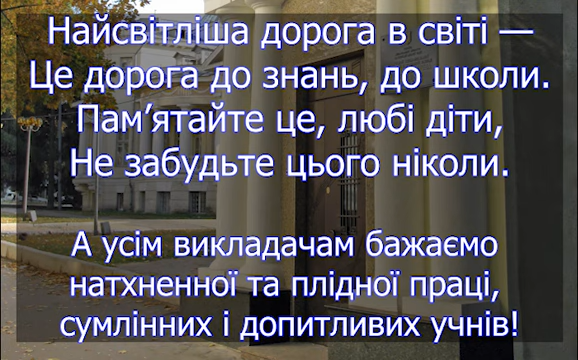 Найсвітліша дорога в світі —
Це дорога до знань, до школи.
Пам’ятайте це, любі діти,
Не забудьте цього ніколи.
А усім викладачам бажаємо
натхненної та плідної праці,
сумлінних і допитливих учнів!